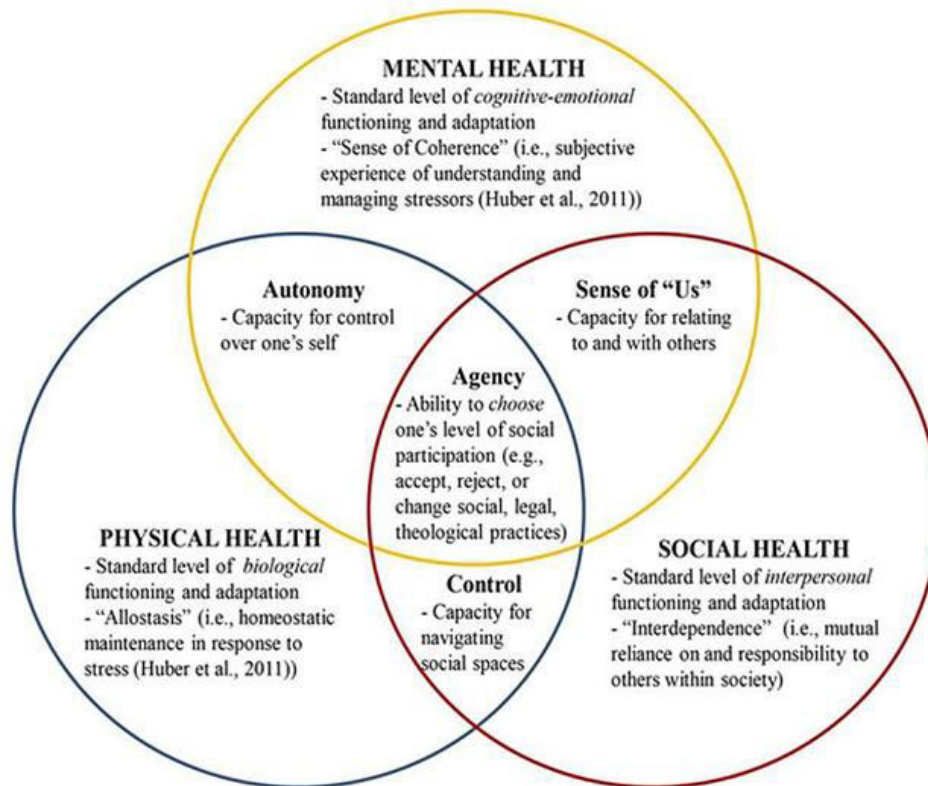 MENTAL HEALTH
- Standard level of cognitive-emotional
functioning and adaptation
- “Sense of Coherence” (i.e., subjective
experience of understanding and
managing stressors (Huber et al., 2011))
Autonomy
- Capacity for control
over one’s self
Sense of “Us”
- Capacity for relating
to and with others
Agency
- Ability to choose
one’s level of social
participation (e.g.,
accept, reject, or
change social, legal,
theological practices)
PHYSICAL HEALTH
- Standard level of biological
functioning and adaptation
- “Allostasis” (i.e., homeostatic
maintenance in response to
stress (Huber et al., 2011))
Control
- Capacity for
navigating
social spaces
SOCIAL HEALTH
- Standard level of interpersonal
functioning and adaptation
- “Interdependence” (i.e., mutual
reliance on and responsibility to
others within society)